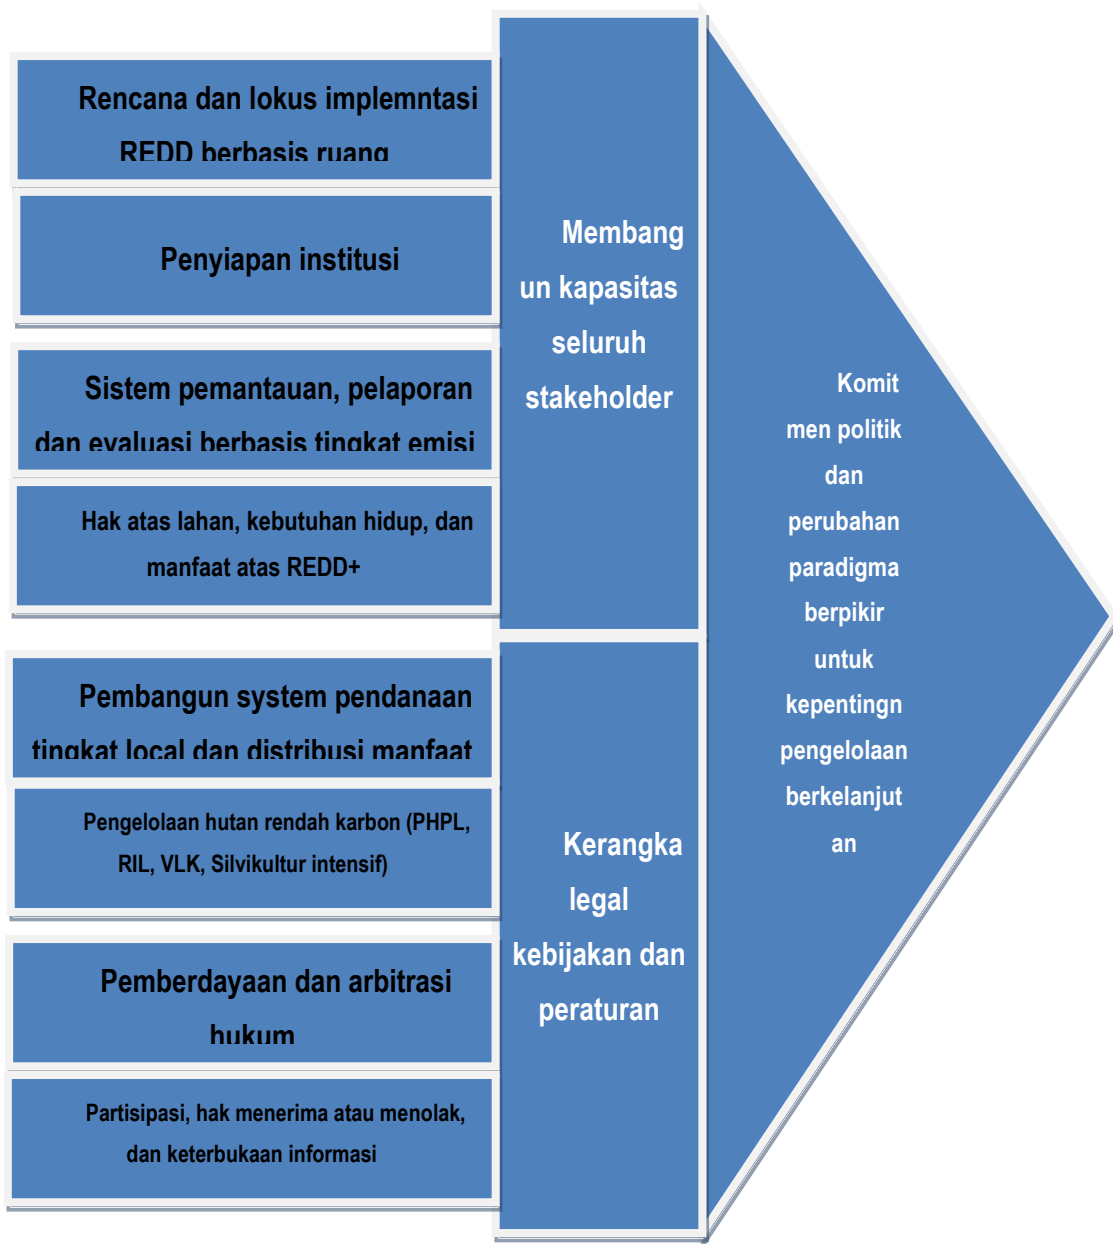 Rencana dan lokus implemntasi
REDD berbasis ruang
Penyiapan institusi
Sistem pemantauan, pelaporan
dan evaluasi berbasis tingkat emisi
Hak atas lahan, kebutuhan hidup, dan
manfaat atas REDD+
Pembangun system pendanaan
tingkat local dan distribusi manfaat
Pengelolaan hutan rendah karbon (PHPL,
RIL, VLK, Silvikultur intensif)
Pemberdayaan dan arbitrasi
hukum
Partisipasi, hak menerima atau menolak,
dan keterbukaan informasi
Membang
un kapasitas
seluruh
stakeholder
Kerangka
legal
kebijakan dan
peraturan
Komit
men politik
dan
perubahan
paradigma
berpikir
untuk
kepentingn
pengelolaan
berkelanjut
an